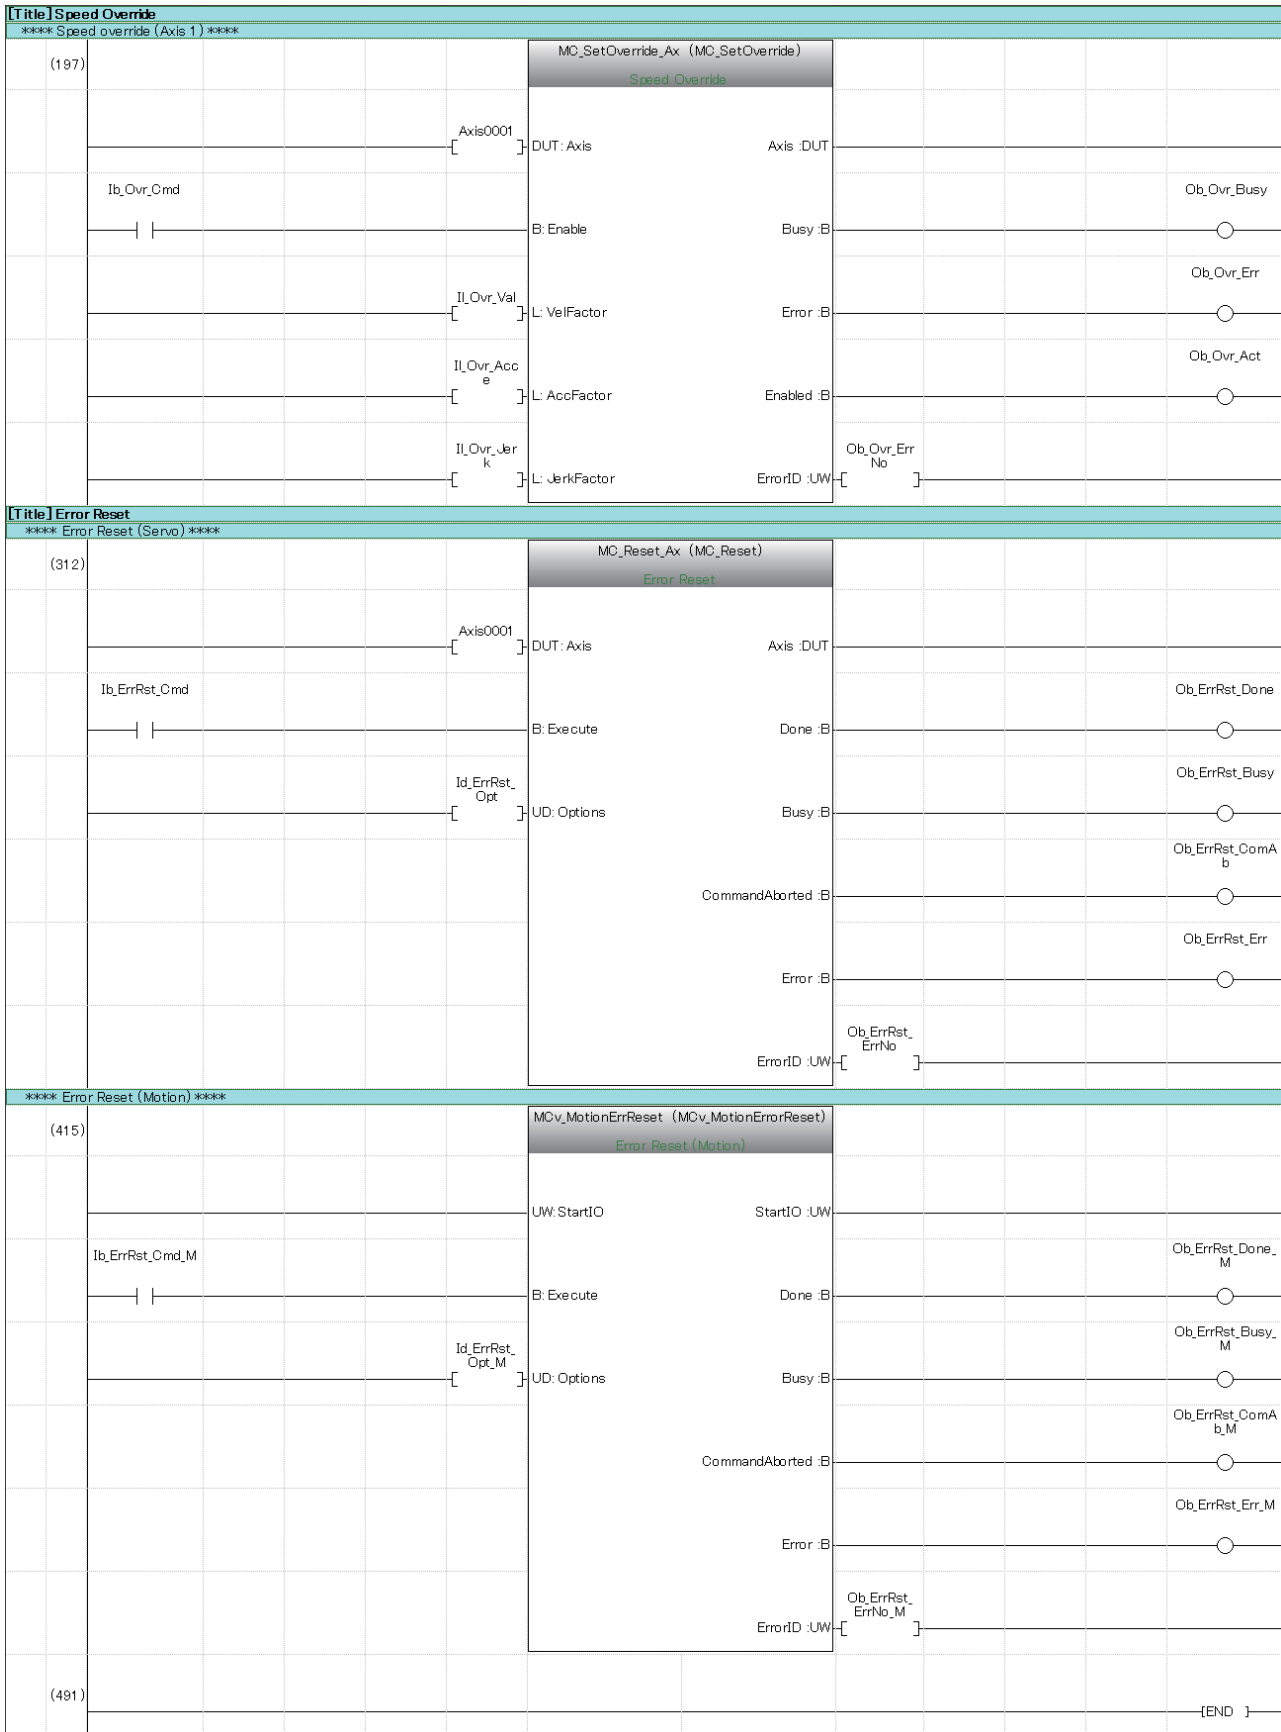 [Title]Speed Override
**** Speed override (Axis 1) ****
(197)
MC_SetOverride_Ax (MC_SetOverride)
Speed Override
Axis0001
DUT: Axis
Axis :DUT
Ib_Ovr_Cmd
Ob_Ovr_Busy
B: Enable
Busy :B
Ob_Ovr_Err
Il_Ovr_Val
L: VelFactor
Error :B
Ob_Ovr_Act
Il_Ovr_Acc
e
L: AccFactor
Enabled :B
Il_Ovr_Jer
k
Ob_Ovr_Err
No
L: JerkFactor
ErrorID :UW
[Title]Error Reset
**** Error Reset (Servo) ****
(312)
MC_Reset_Ax (MC_Reset)
Error Reset
Axis0001
DUT: Axis
Axis :DUT
Ib_ErrRst_Cmd
Ob_ErrRst_Done
B: Execute
Done :B
Ob_ErrRst_Busy
Id_ErrRst_
Opt
UD: Options
Busy :B
Ob_ErrRst_ComA
b
CommandAborted :B
Ob_ErrRst_Err
Error :B
Ob_ErrRst_
ErrNo
ErrorID :UW
**** Error Reset (Motion) ****
(415)
MCv_MotionErrReset (MCv_MotionErrorReset)
Error Reset (Motion)
UW: StartIO
StartIO :UW
Ib_ErrRst_Cmd_M
Ob_ErrRst_Done_
M
B: Execute
Done :B
Ob_ErrRst_Busy_
M
Id_ErrRst_
Opt_M
UD: Options
Busy :B
Ob_ErrRst_ComA
b_M
CommandAborted :B
Ob_ErrRst_Err_M
Error :B
Ob_ErrRst_
ErrNo_M
ErrorID :UW
(491)
[END ]